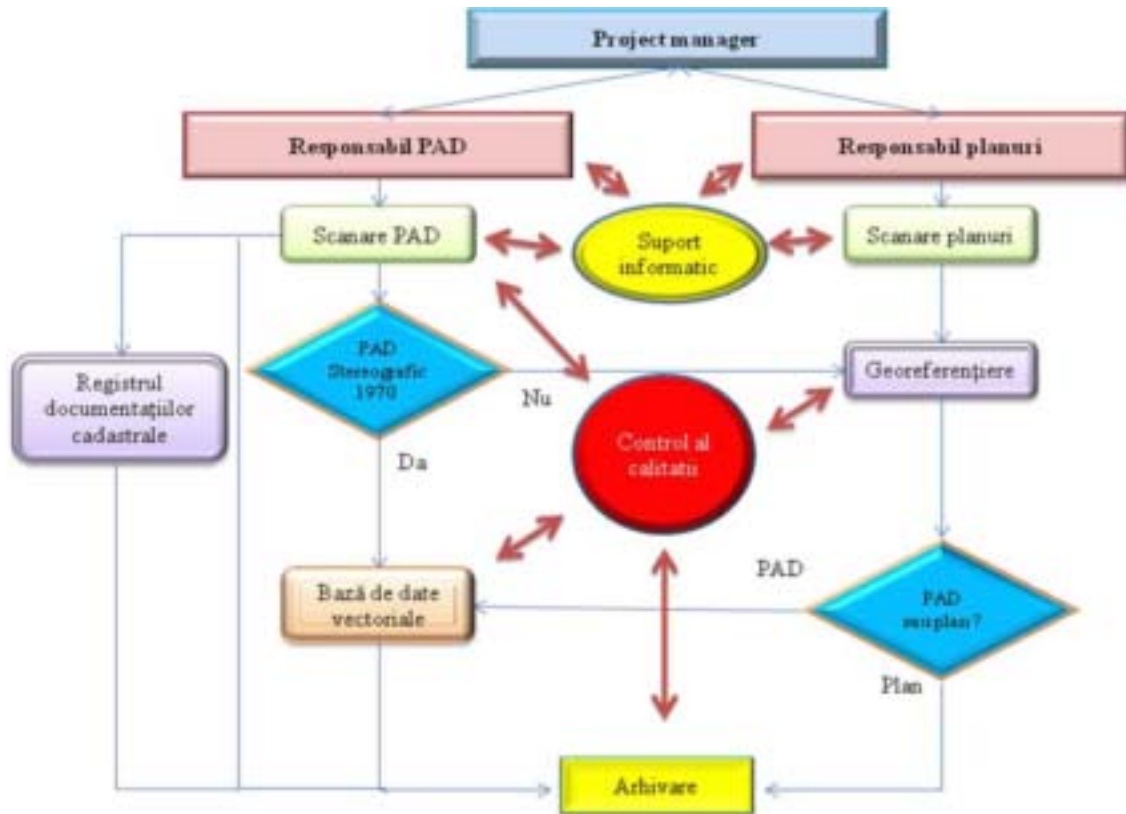 Project manager
Responsabil PAD
Responsabil planuri
Scanare PAD
Suport
informatic
Scanare planuri
PAD
Stereografic
1970
Nu
Georeferențiere
Registrul
documentațiilor
cadastrale
Control al
calitatii
Da
Bază de date
vectoriale
PAD
PAD
sau plan?
Plan
Arhivare